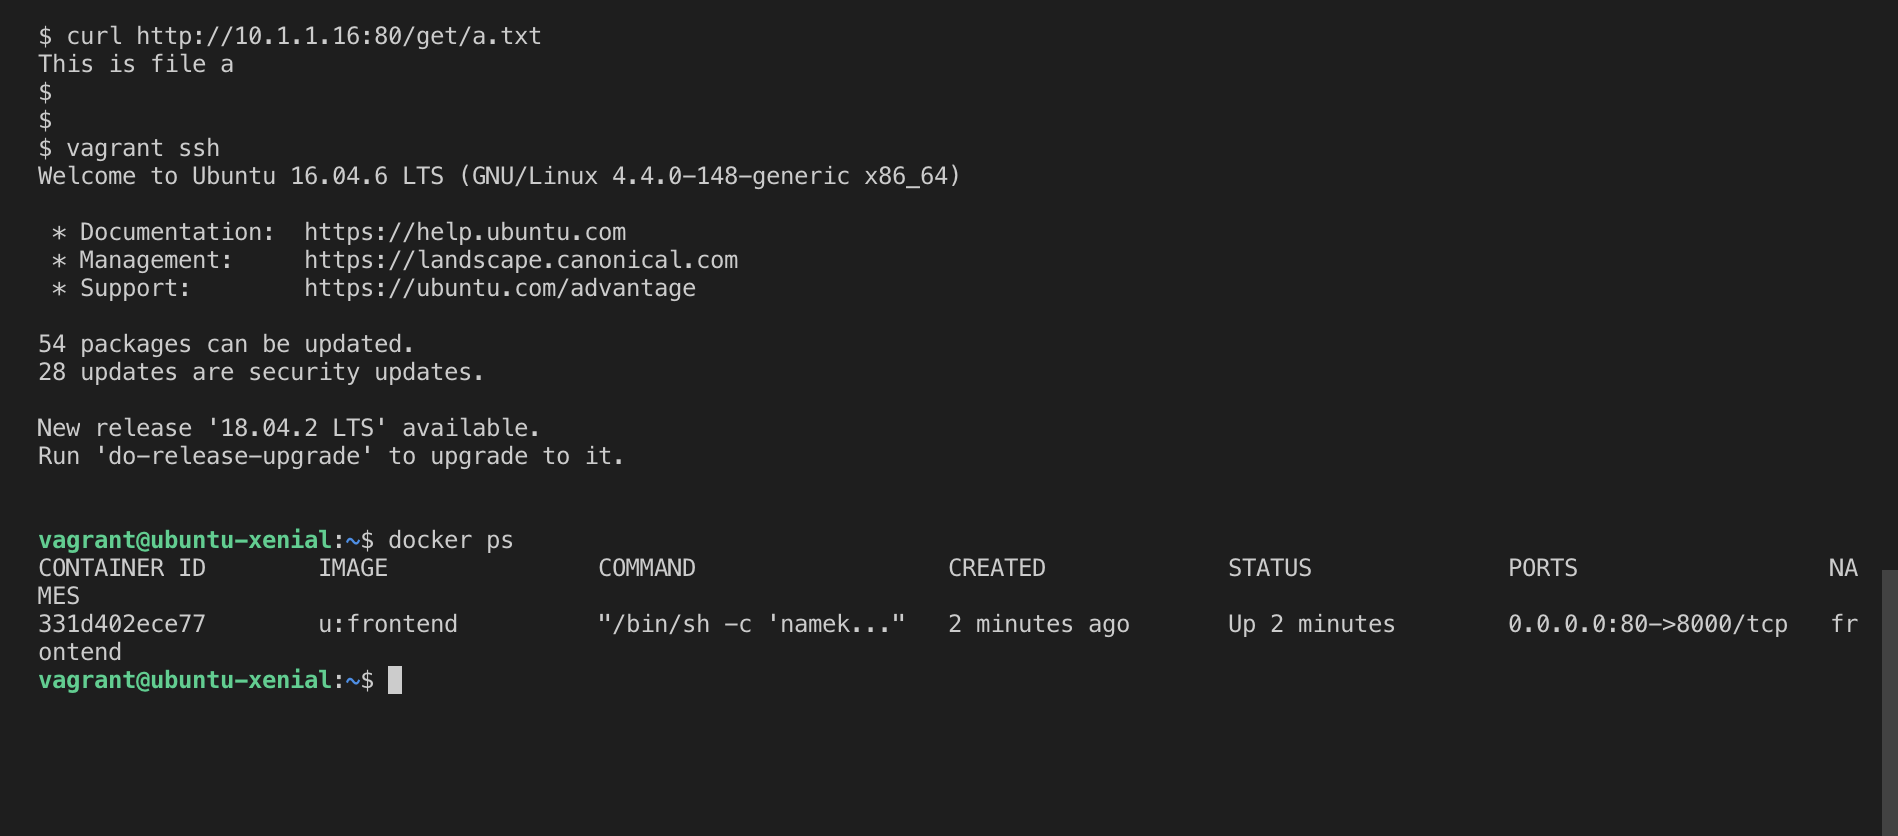 $ curl http://10.1.1.16:80/get/a.txt
This is file a
$
$
$ vagrant ssh
Welcome to Ubuntu 16.04.6 LTS (GNU/Linux 4.4.0-148-generic x86_64)
 * Documentation:  https://help.ubuntu.com
 * Management:     https://landscape.canonical.com
 * Support:        https://ubuntu.com/advantage
54 packages can be updated.
28 updates are security updates.
New release '18.04.2 LTS' available.
Run 'do-release-upgrade' to upgrade to it.
vagrant@ubuntu-xenial:~$ docker ps
CONTAINER ID        IMAGE               COMMAND                  CREATED             STATUS              PORTS                  NA
MES
331d402ece77        u:frontend          "/bin/sh -c 'namek..."   2 minutes ago       Up 2 minutes        0.0.0.0:80->8000/tcp   fr
ontend
vagrant@ubuntu-xenial:~$